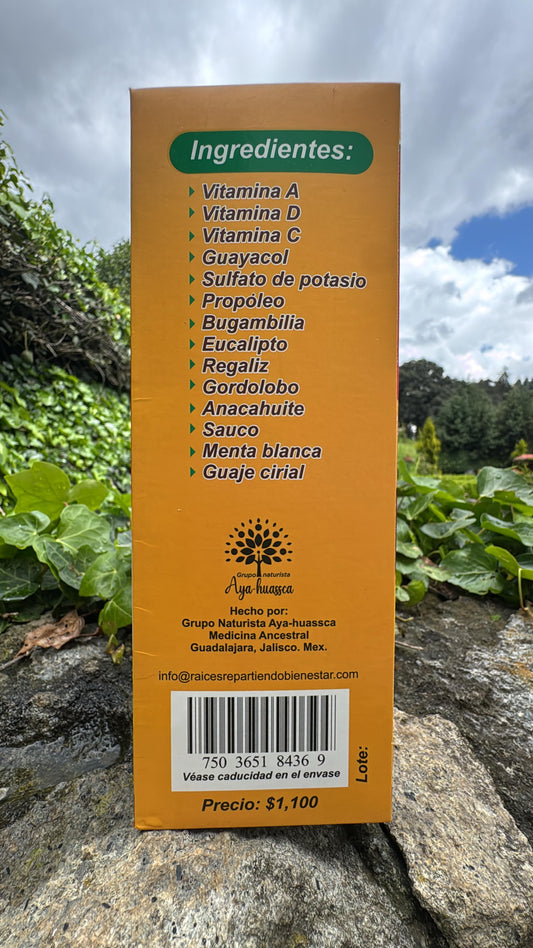 Ingredientes:
Vitamina A
Vitamina D
Vitamina C
Guayacol
Sulfato de potasio
Propóleo
Bugambilia
Eucalipto
Regaliz
Gordolobo
Anacahuite
Sauco
Menta blanca
Guaje cirial
Grupo naturista
Aya-huassca
Hecho por:
Grupo Naturista Aya-huassca
Medicina Ancestral
Guadalajara, Jalisco. Mex.
info@raicesrepartiendobienestar.com
750 3651 8436 9
Véase caducidad en el envase
Lote:
Precio: $1,100